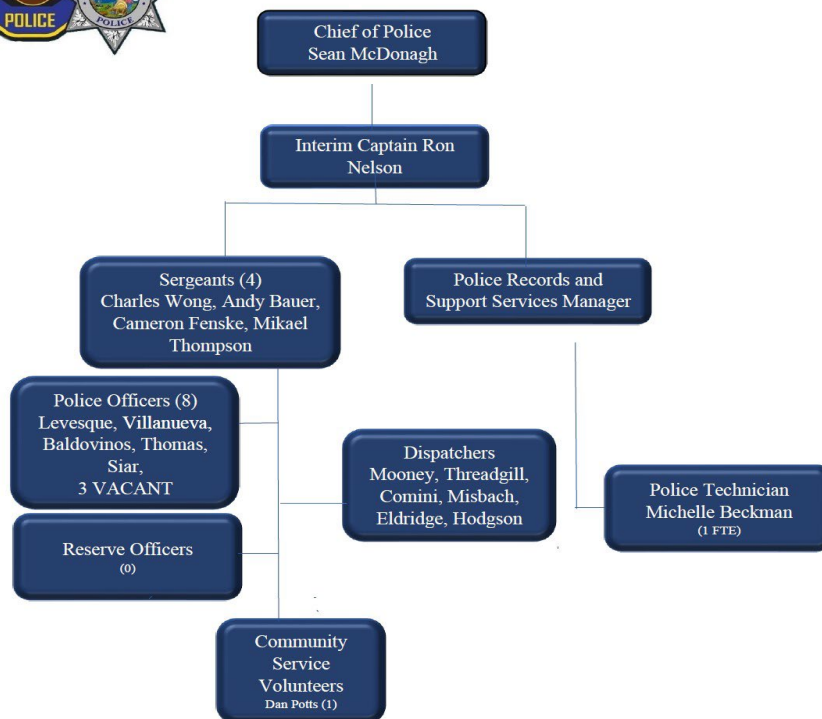 POLICE
POLICE
Chief of Police
Sean McDonagh
Interim Captain Ron
Nelson
Sergeants (4)
Charles Wong, Andy Bauer,
Cameron Fenske, Mikael
Thompson
Police Records and
Support Services Manager
Police Officers (8)
Levesque, Villanueva,
Baldovinos, Thomas,
Siar,
3 VACANT
Dispatchers
Mooney, Threadgill,
Comini, Misbach,
Eldridge, Hodgson
Police Technician
Michelle Beckman
(1 FTE)
Reserve Officers
(0)
Community
Service
Volunteers
Dan Potts (1)